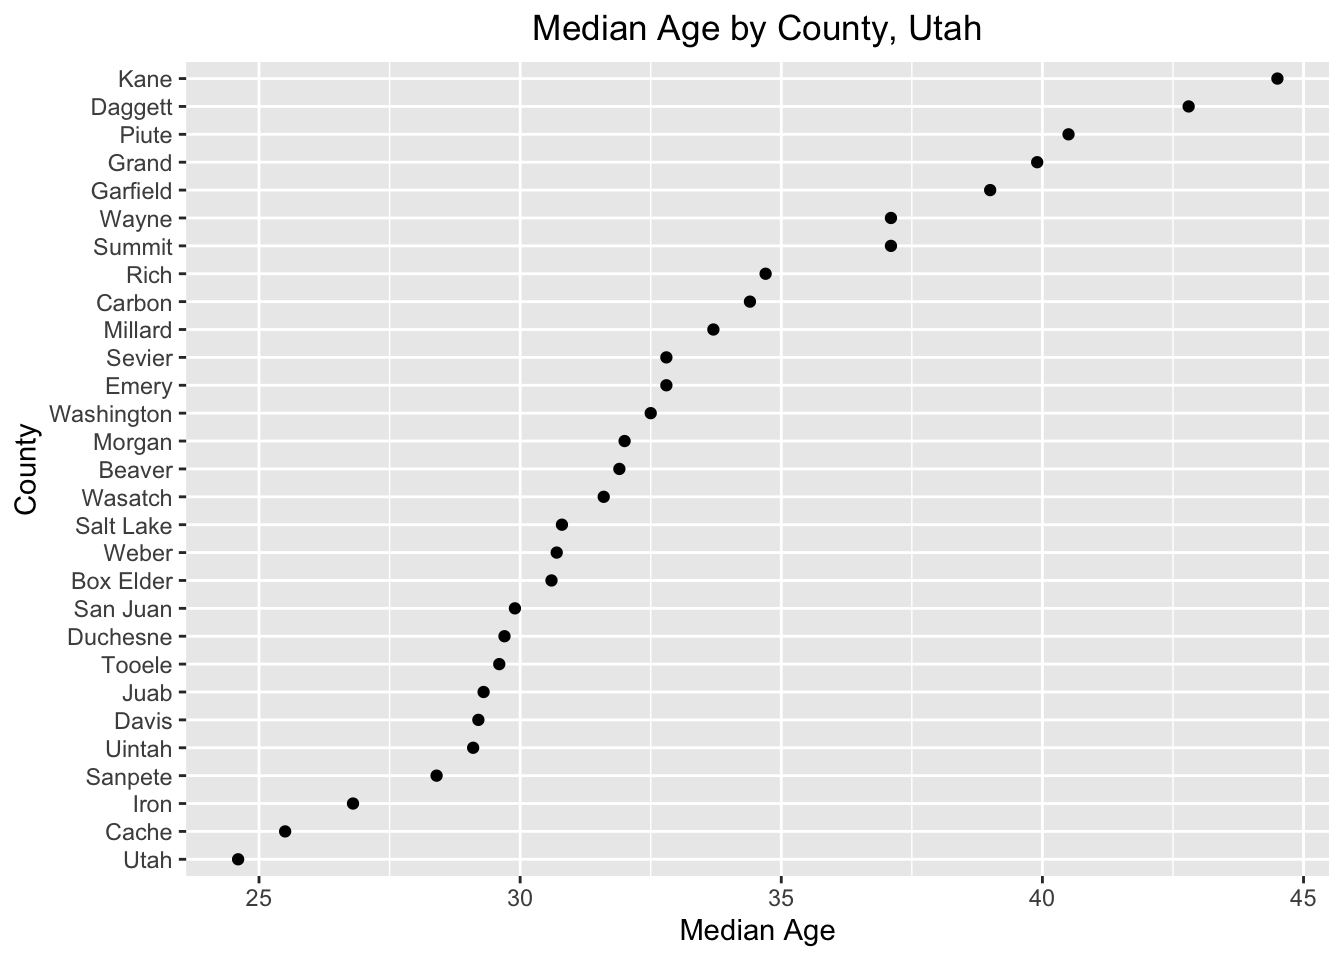 Median Age by County, Utah
Kane
Daggett
Piute
Grand
Garfield
Wayne
Summit
Rich
Carbon
Millard
Sevier
Emery
Washington
Morgan
Beaver
Wasatch
Salt Lake
Weber
Box Elder
San Juan
Duchesne
Tooele
Juab
Davis
Uintah
Sanpete
Iron
Cache
Utah
County
25 30 35 40 45
Median Age